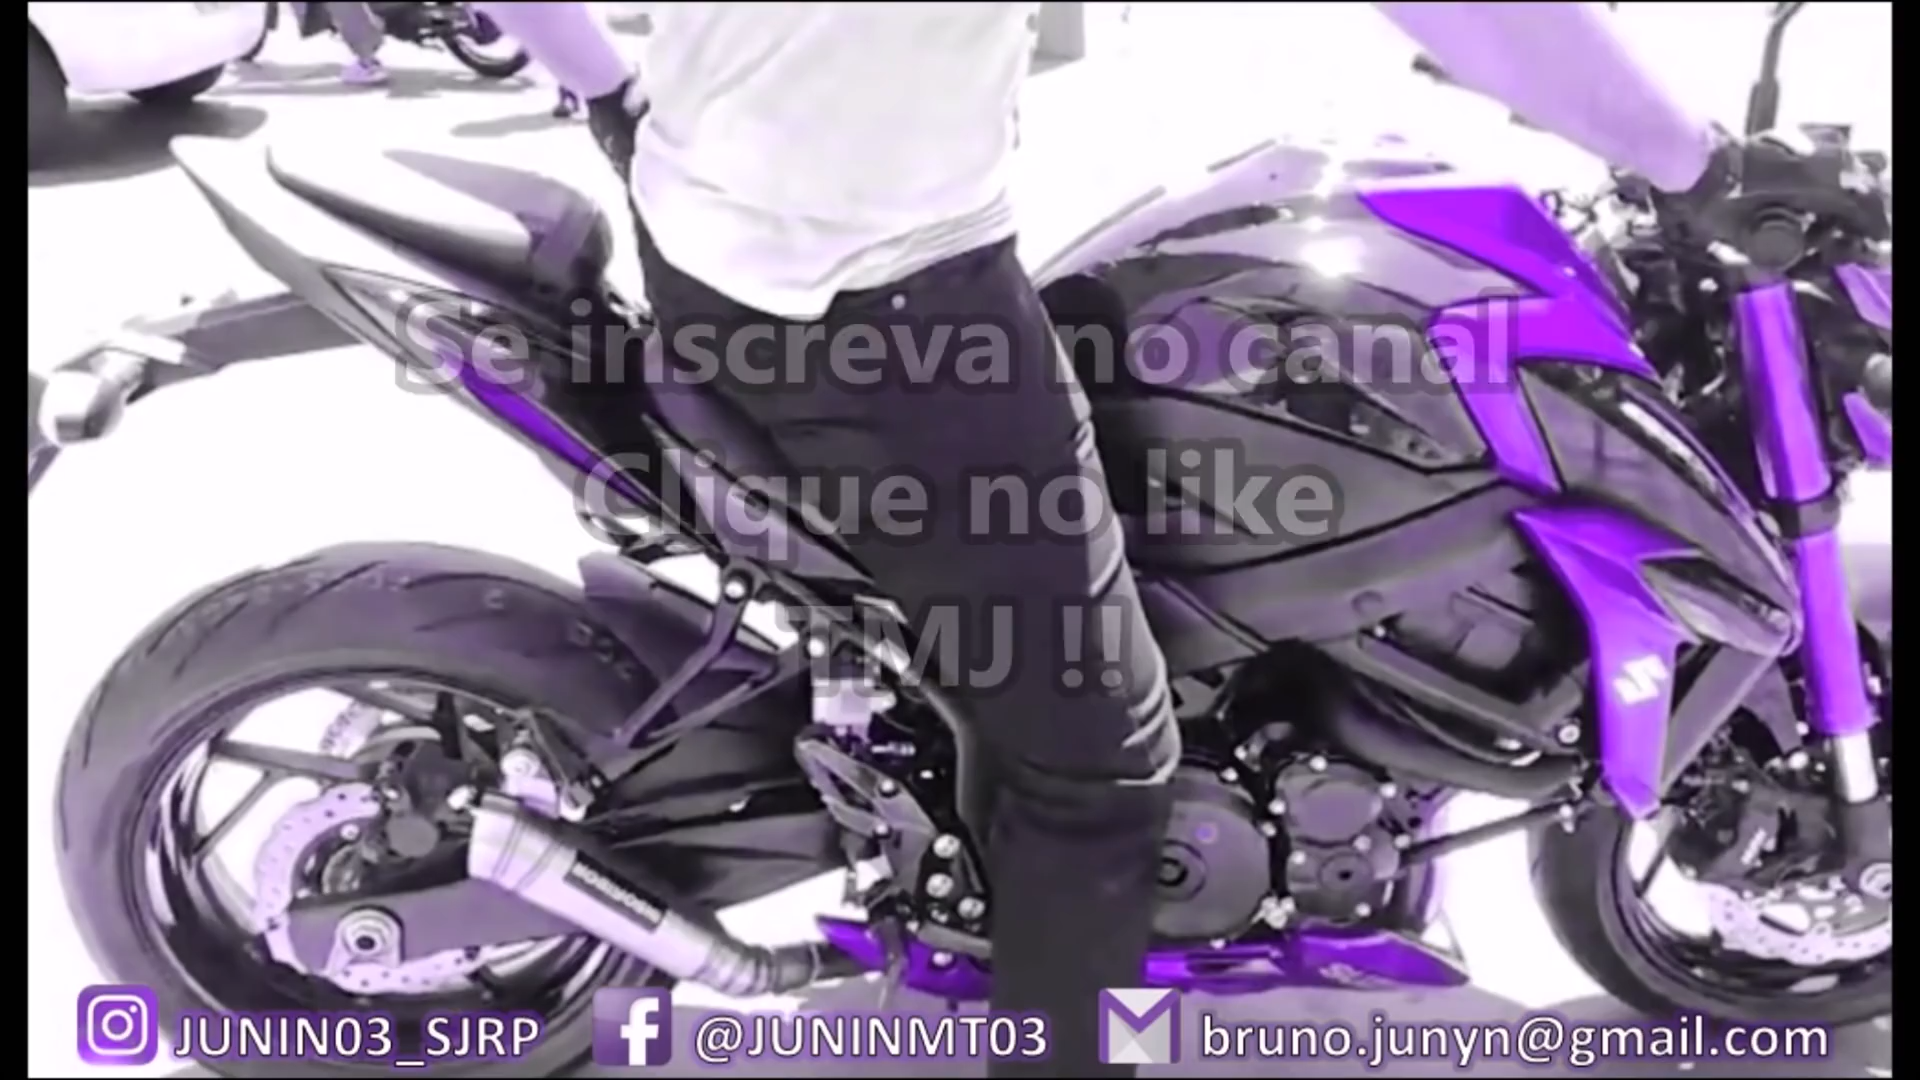 Se inscreva no canal
Clique no like
TMJ !!
JUNIN03_SJRP @JUNINMT03 bruno.junyn@gmail.com